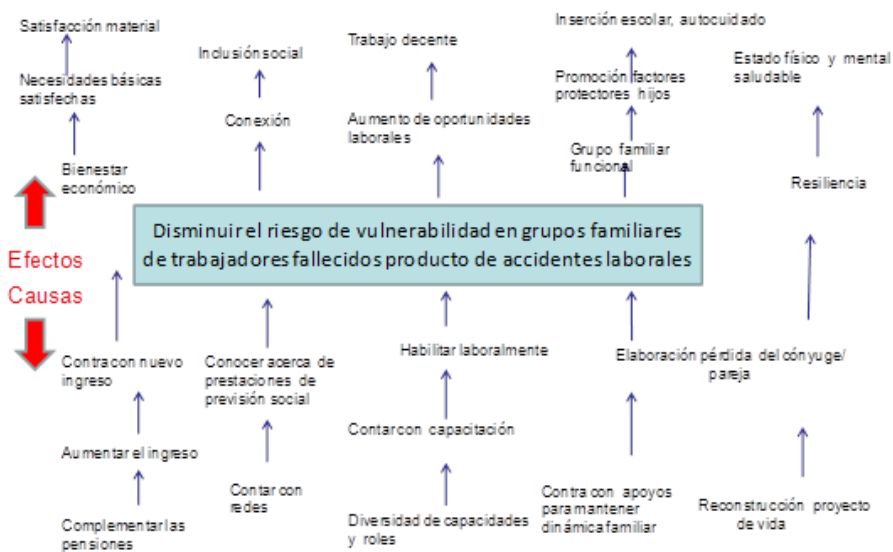 Satisfacción material
Necesidades básicas
satisfechas
Bienestar
económico
Inclusión social
Conexión
Trabajo decente
Aumento de oportunidades
laborales
Inserción escolar, autocuidado
Promoción factores
protectores hijos
Grupo familiar
funcional
Estado físico y mental
saludable
Resiliencia
Disminuir el riesgo de vulnerabilidad en grupos familiares
de trabajadores fallecidos producto de accidentes laborales
Efectos
Causas
Contra con nuevo
ingreso
Aumentar el ingreso
Complementar las
pensiones
Conocer acerca de
prestaciones de
previsión social
Contar con
redes
Habilitar laboralmente
Contar con capacitación
Diversidad de capacidades
y roles
Elaboración pérdida del cónyuge/
pareja
Contra con apoyos
para mantener
dinámica familiar
Reconstrucción proyecto
de vida